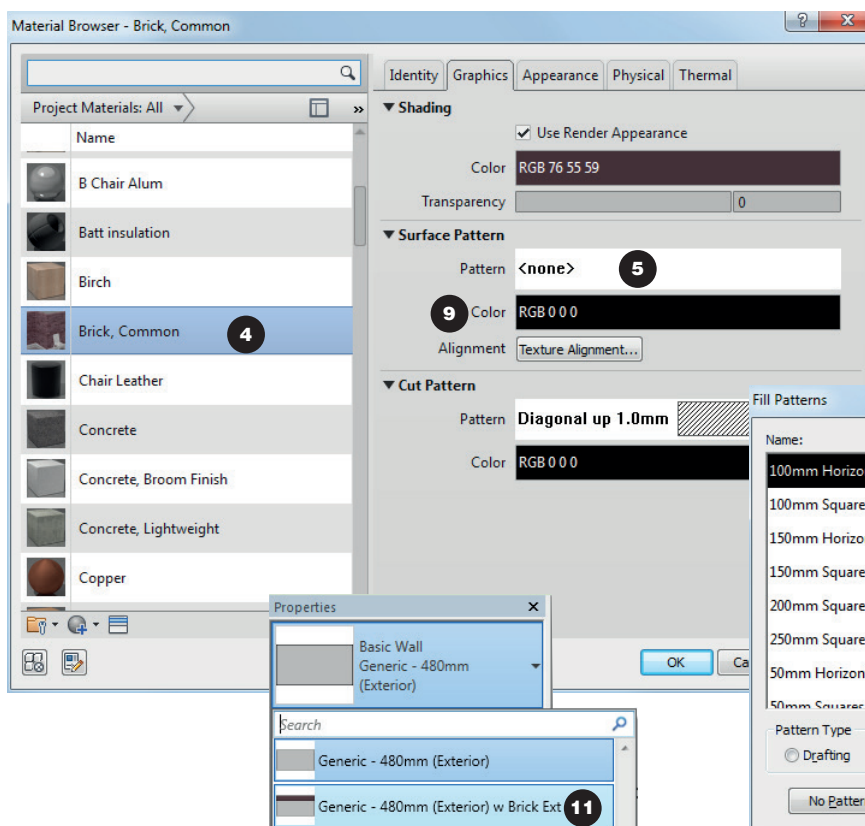 Material Browser - Brick, Common
?
X
Identity Graphics Appearance Physical Thermal
Project Materials: All »
Name
B Chair Alum
Batt insulation
Birch
Brick, Common 4
Chair Leather
Concrete
Concrete, Broom Finish
Concrete, Lightweight
Copper
▼ Shading
Use Render Appearance
Color RGB 76 55 59
Transparency 0
▼ Surface Pattern
Pattern <none> 5
9 Color RGB 0 0 0
Alignment Texture Alignment...
▼ Cut Pattern
Pattern Diagonal up 1.0mm
Color RGB 0 0 0
OK Ca
Fill Patterns
Name:
100mm Horizo
100mm Square
150mm Horizo
150mm Square
200mm Square
250mm Square
50mm Horizon
50mm Squares
Pattern Type
Drafting
No Patter
Properties ×
Basic Wall
Generic - 480mm
(Exterior)
Search
Generic - 480mm (Exterior)
Generic - 480mm (Exterior) w Brick Ext 11